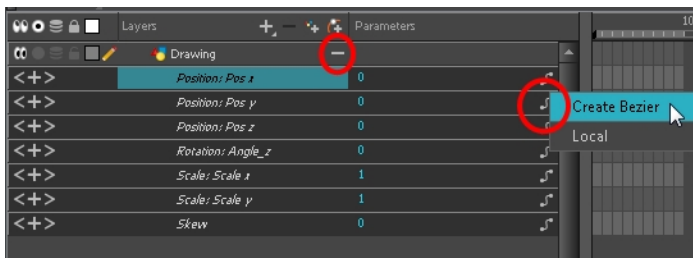 Layers Parameters 10
Drawing
Position: Pos x 0
Position: Pos y 0
Create Bezier
Position: Pos z 0
Local
Rotation: Angle_z 0
Scale: Scale x 1
Scale: Scale y 1
Skew 0